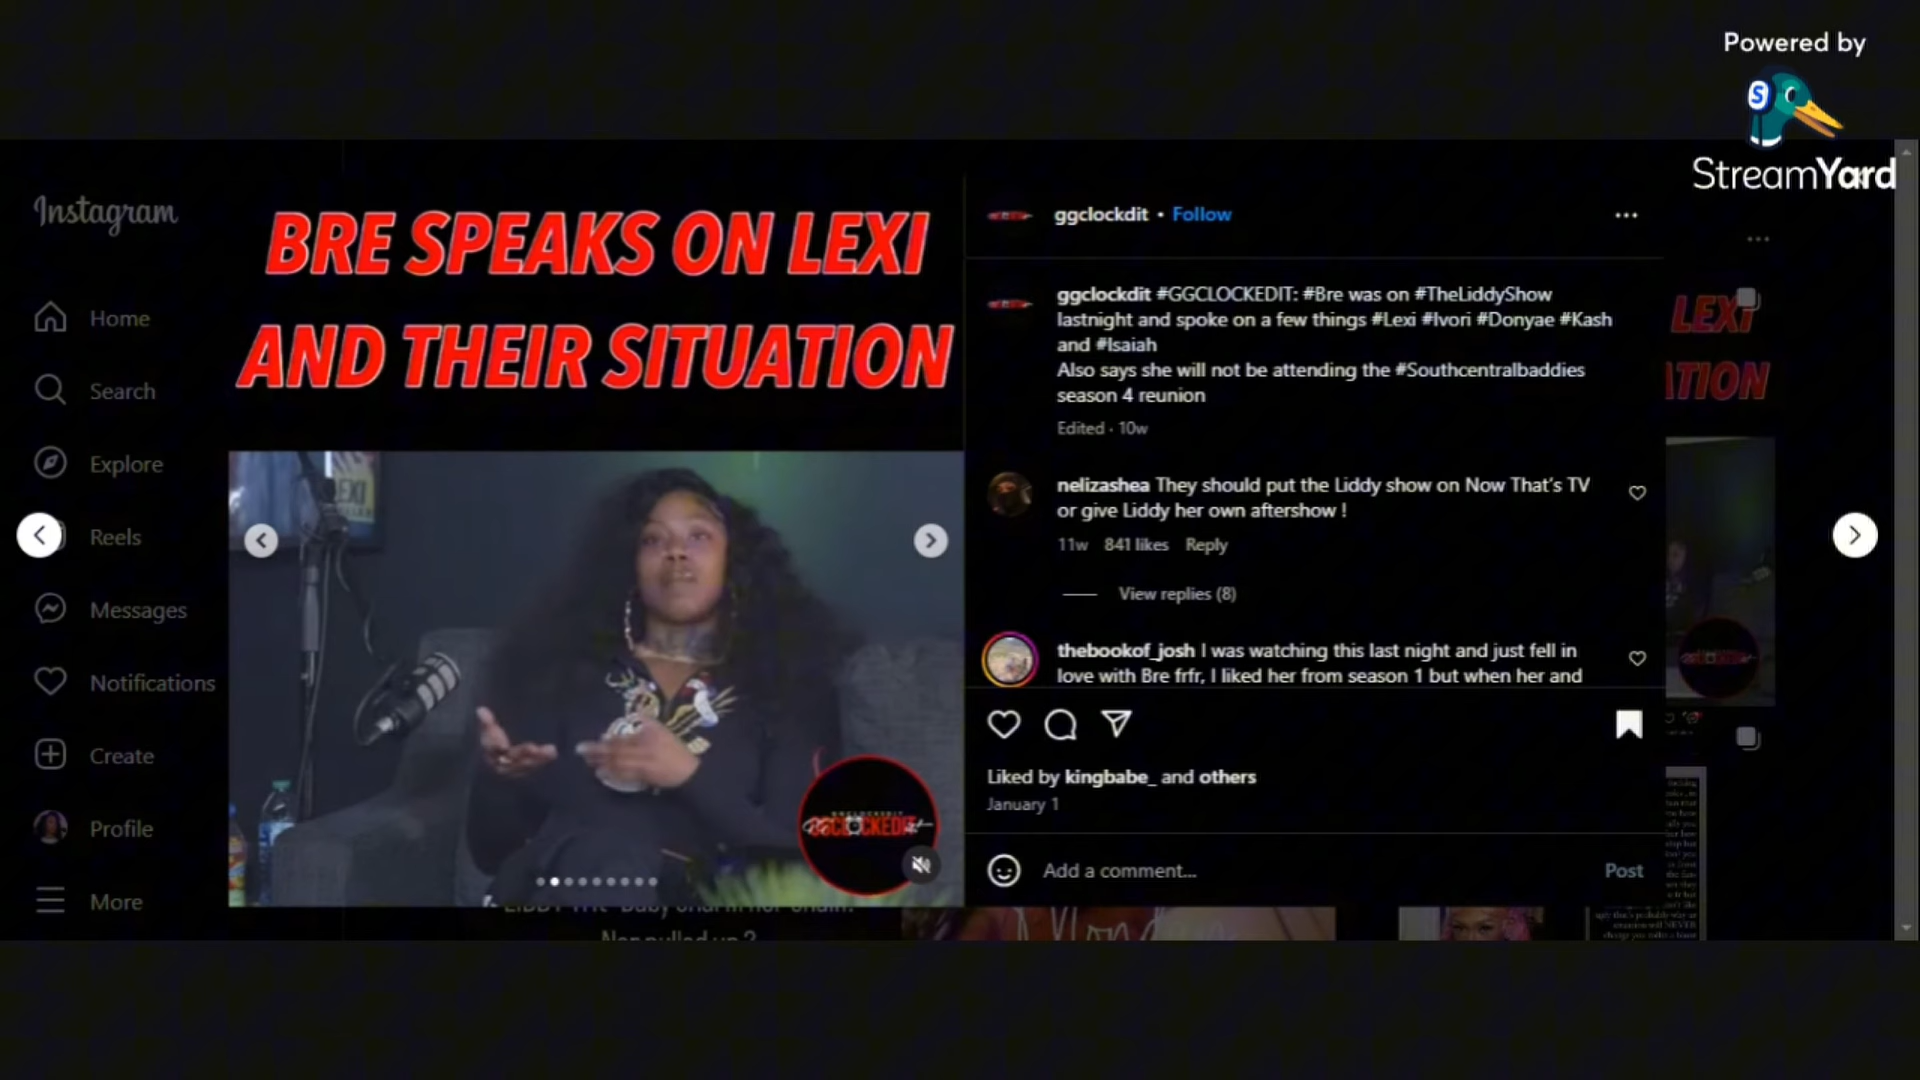 Powered by
S
StreamYard
Instagram
Home
Search
Explore
Reels
Messages
Notifications
Create
Profile
More
BRE SPEAKS ON LEXI
AND THEIR SITUATION
LEXI
GGCLOCKEDIT
ggclockdit • Follow
ggclockdit #GGCLOCKEDIT: #Bre was on #TheLiddyShow
lastnight and spoke on a few things #Lexi #Ivori #Donyae #Kash
and #Isaiah
Also says she will not be attending the #Southcentralbaddies
season 4 reunion
Edited · 10w
nelizashea They should put the Liddy show on Now That's TV
or give Liddy her own aftershow !
11w 841 likes Reply
View replies (8)
thebookof_josh I was watching this last night and just fell in
love with Bre frfr, I liked her from season 1 but when her and
Liked by kingbabe_ and others
January 1
Add a comment...
Post
LEXI
ATION
Monday